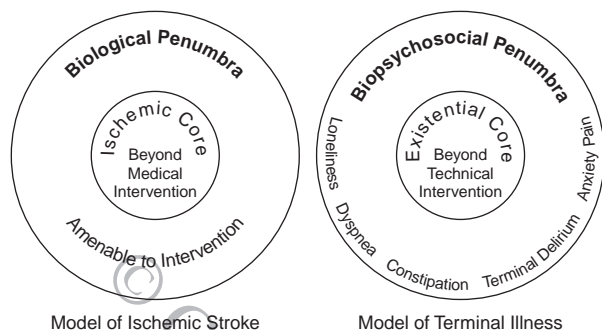 Biological Penumbra
Ischemic Core
Beyond
Medical
Intervention
Amenable to Intervention
Model of Ischemic Stroke
Biopsychosocial Penumbra
Existential Core
Beyond
Technical
Intervention
Loneliness Dyspnea Constipation Terminal Delirium Anxiety Pain
Model of Terminal Illness